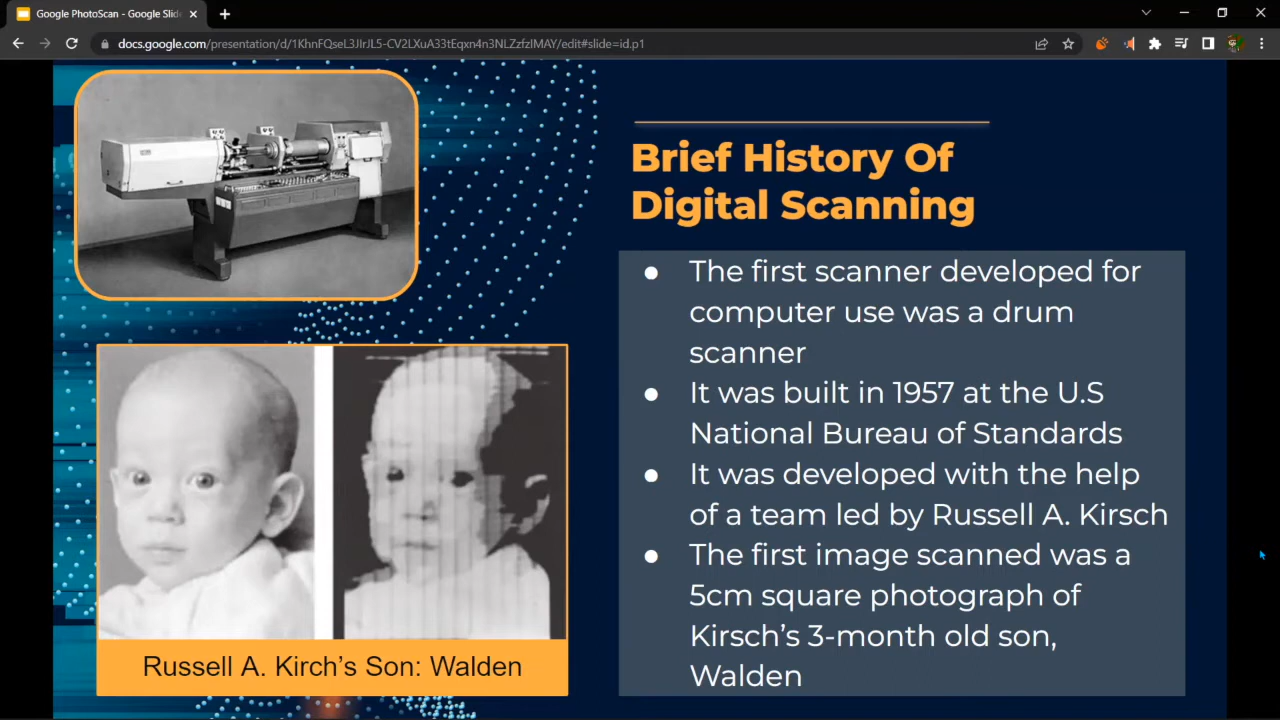 Google PhotoScan - Google Slid
docs.google.com/presentation/d/1KhnFQseL3JIrJL5-CV2LXuA33tEqxn4n3NLZzfzIMAY/edit#slide=id.p1
Brief History Of
Digital Scanning
● The first scanner developed for
computer use was a drum
scanner
● It was built in 1957 at the U.S
National Bureau of Standards
● It was developed with the help
of a team led by Russell A. Kirsch
● The first image scanned was a
5cm square photograph of
Kirsch's 3-month old son,
Walden
Russell A. Kirch's Son: Walden